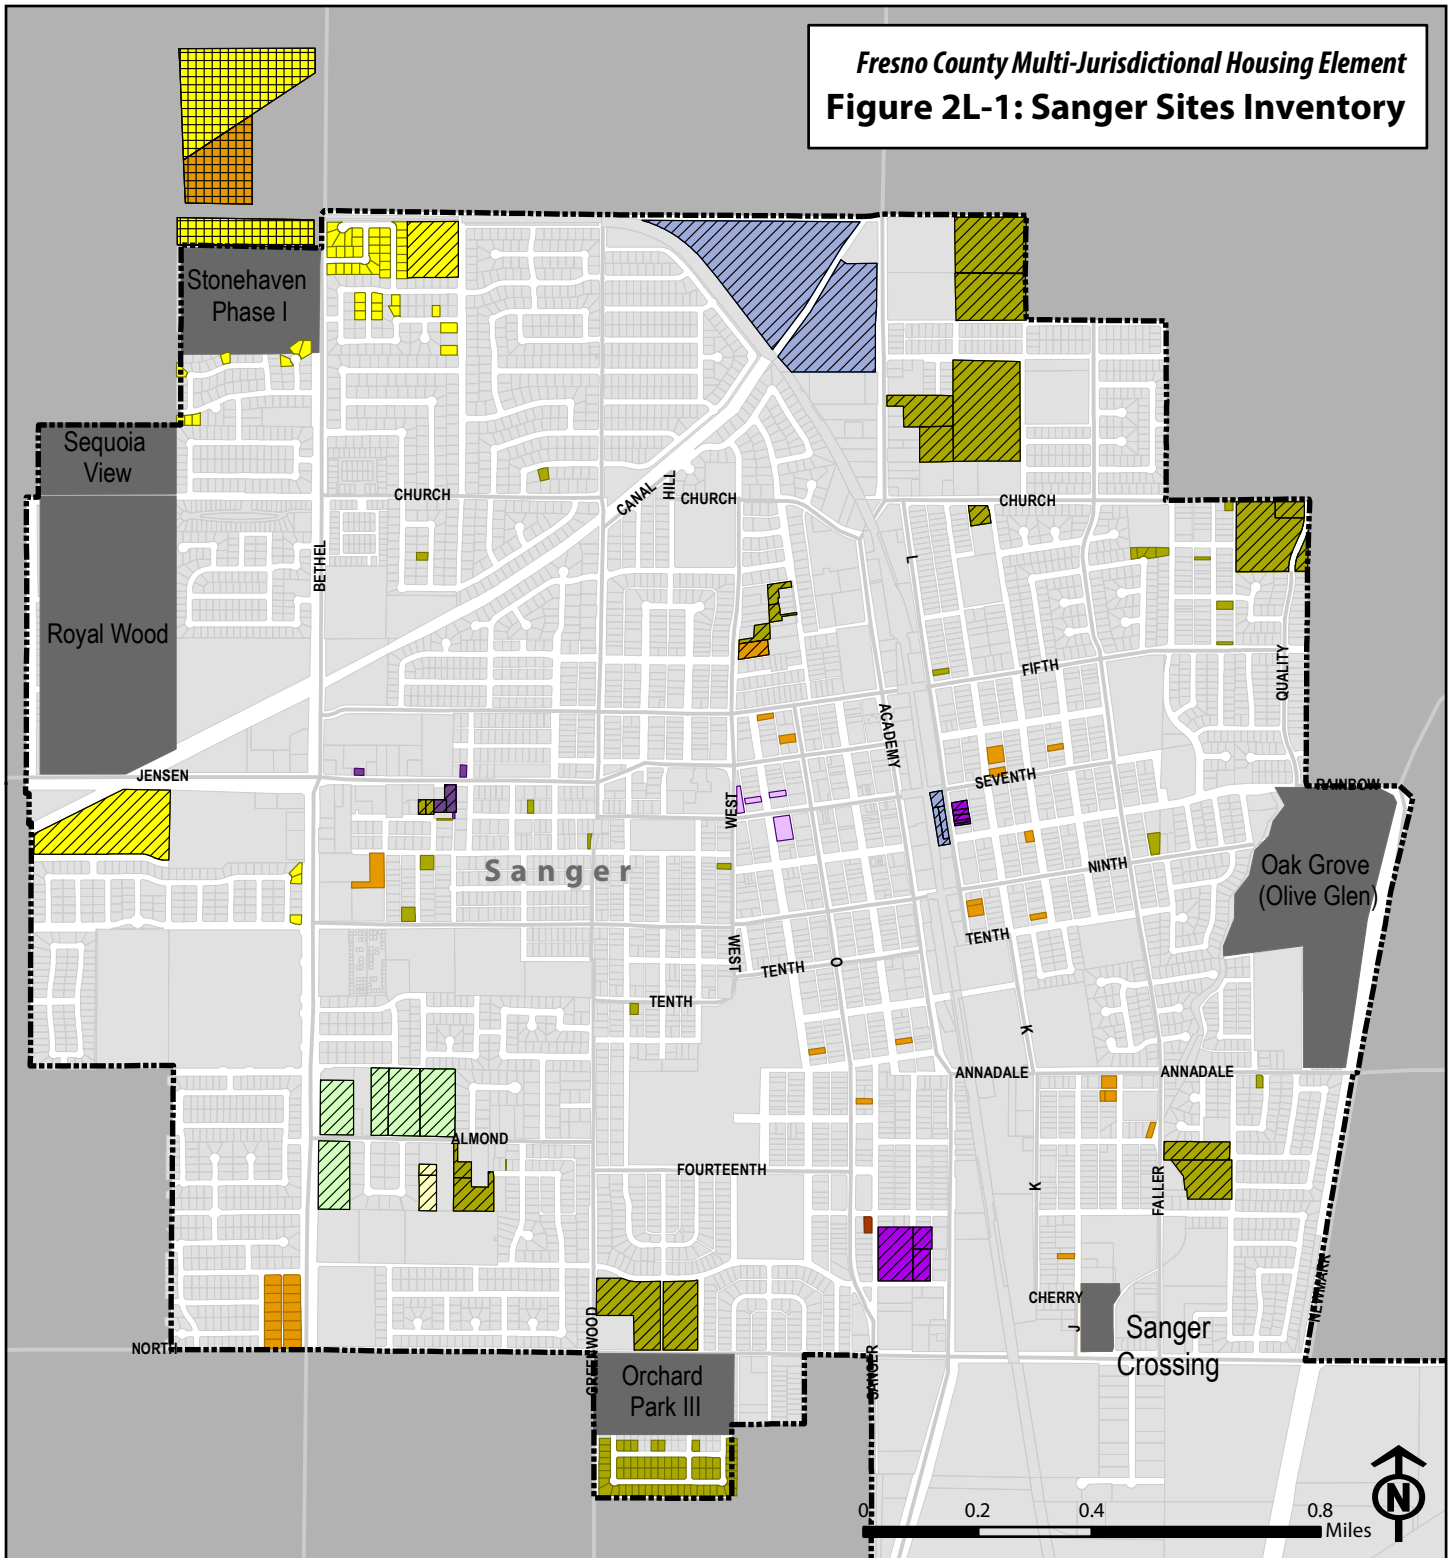 Fresno County Multi-Jurisdictional Housing Element
Figure 2L-1: Sanger Sites Inventory
Stonehaven
Phase I
Sequoia
View
CHURCH
CANAL
HILL
CHURCH
CHURCH
L
BETHEL
Royal Wood
FIFTH
QUALITY
ACADEMY
JENSEN
SEVENTH
RAINBOW
WEST
Sanger
NINTH
Oak Grove
(Olive Glen)
WEST
TENTH
O
TENTH
TENTH
K
ANNADALE
ANNADALE
ALMOND
FOURTEENTH
K
FALLER
CHERRY
NEWMARK
J
Sanger
Crossing
NORTH
GREENWOOD
SANGER
Orchard
Park III
N
0
0.2
0.4
0.8
Miles